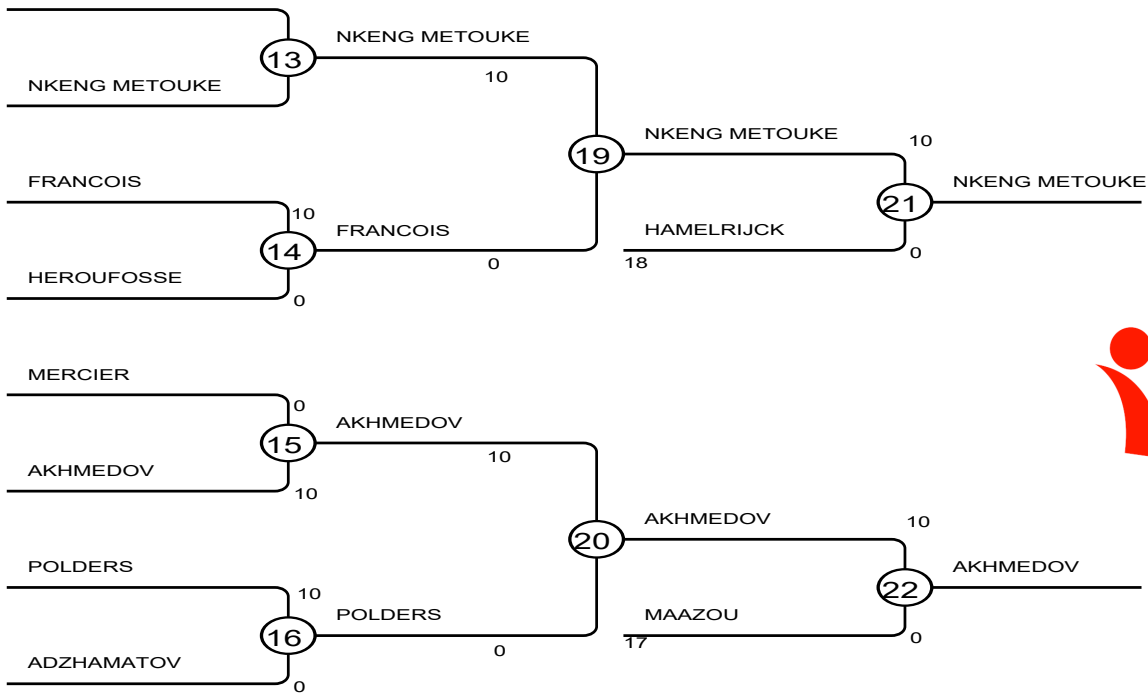 NKENG METOUKE
13
10
NKENG METOUKE
NKENG METOUKE
10
19
FRANCOIS
NKENG METOUKE
21
10
FRANCOIS
HAMELRIJCK
14
0
18
0
HEROUFOSSE
0
MERCIER
0
AKHMEDOV
15
10
AKHMEDOV
10
AKHMEDOV
10
20
POLDERS
AKHMEDOV
22
10
POLDERS
MAAZOU
16
0
17
0
ADZHAMATOV
0